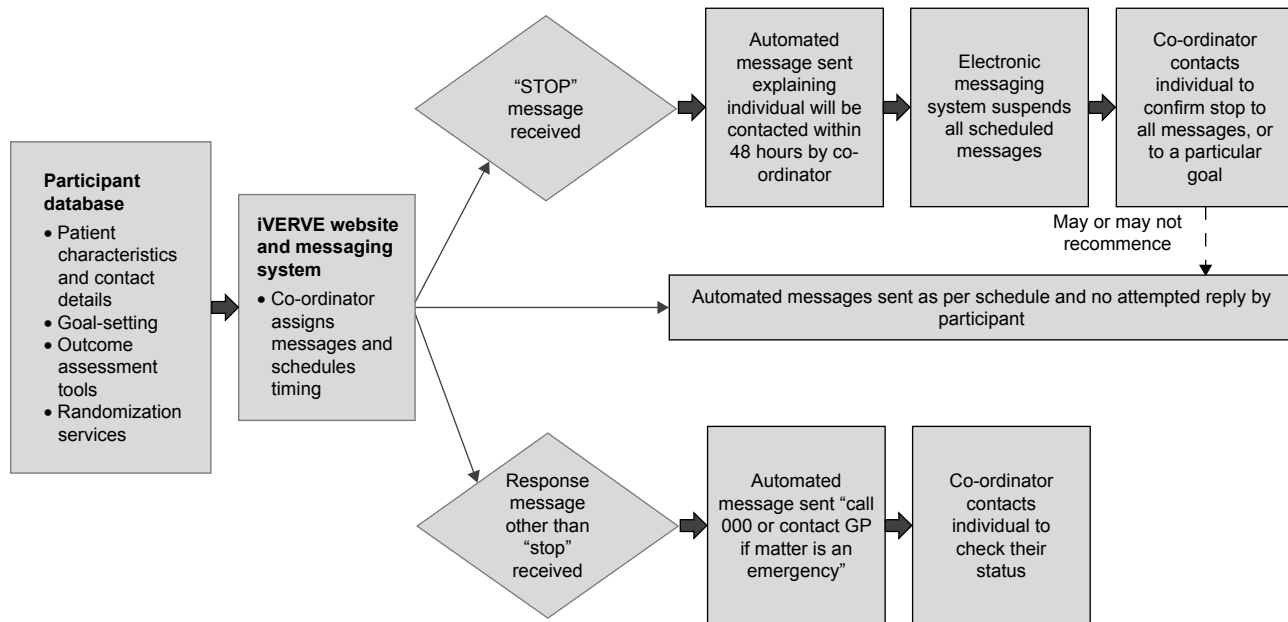 Participant
database
• Patient
characteristics
and contact
details
• Goal-setting
• Outcome
assessment
tools
• Randomization
services
iVERVE website
and messaging
system
• Co-ordinator
assigns
messages and
schedules
timing
“STOP”
message
received
Automated
message sent
explaining
individual will be
contacted within
48 hours by co-
ordinator
Electronic
messaging
system suspends
all scheduled
messages
Co-ordinator
contacts
individual to
confirm stop to
all messages, or
to a particular
goal
May or may not
recommence
Automated messages sent as per schedule and no attempted reply by
participant
Response
message
other than
“stop”
received
Automated
message sent “call
000 or contact GP
if matter is an
emergency”
Co-ordinator
contacts
individual to
check their
status